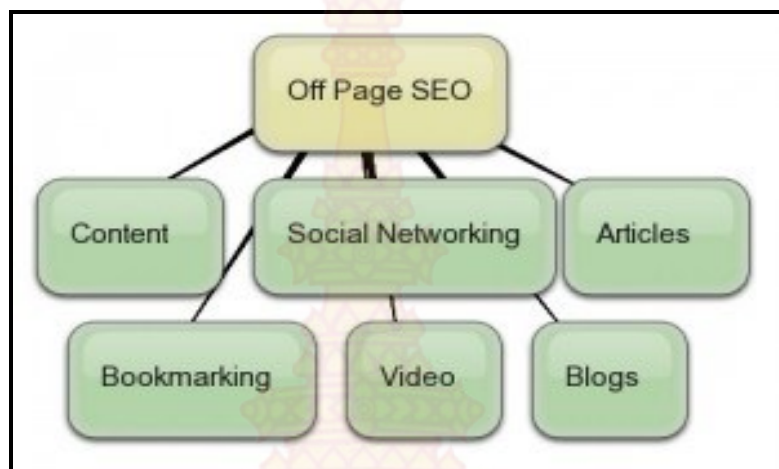 Off Page SEO
Content
Social Networking
Articles
Bookmarking
Video
Blogs